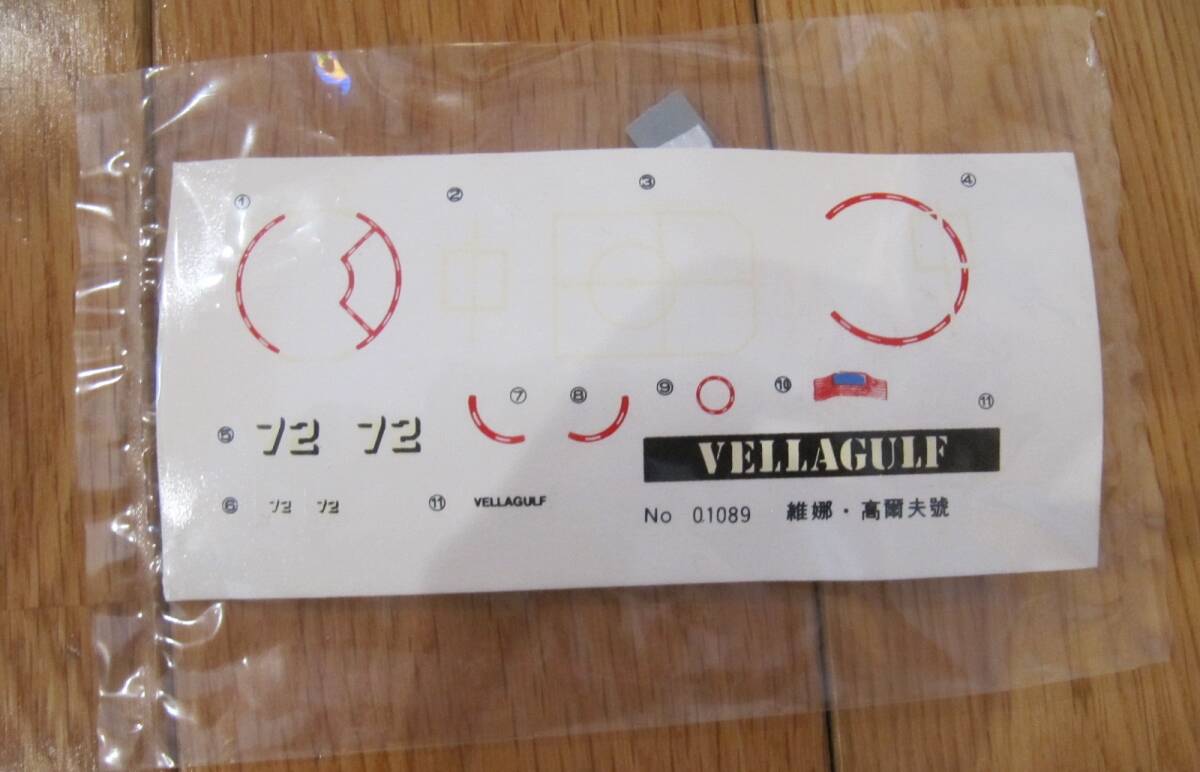 ① ② ③ ④
⑤ 72 72 ⑦ ⑧ ⑨ ⑩ ⑪
VELLAGULF
⑥ 72 72 ⑪ VELLAGULF
No 01089 維娜・高爾夫號